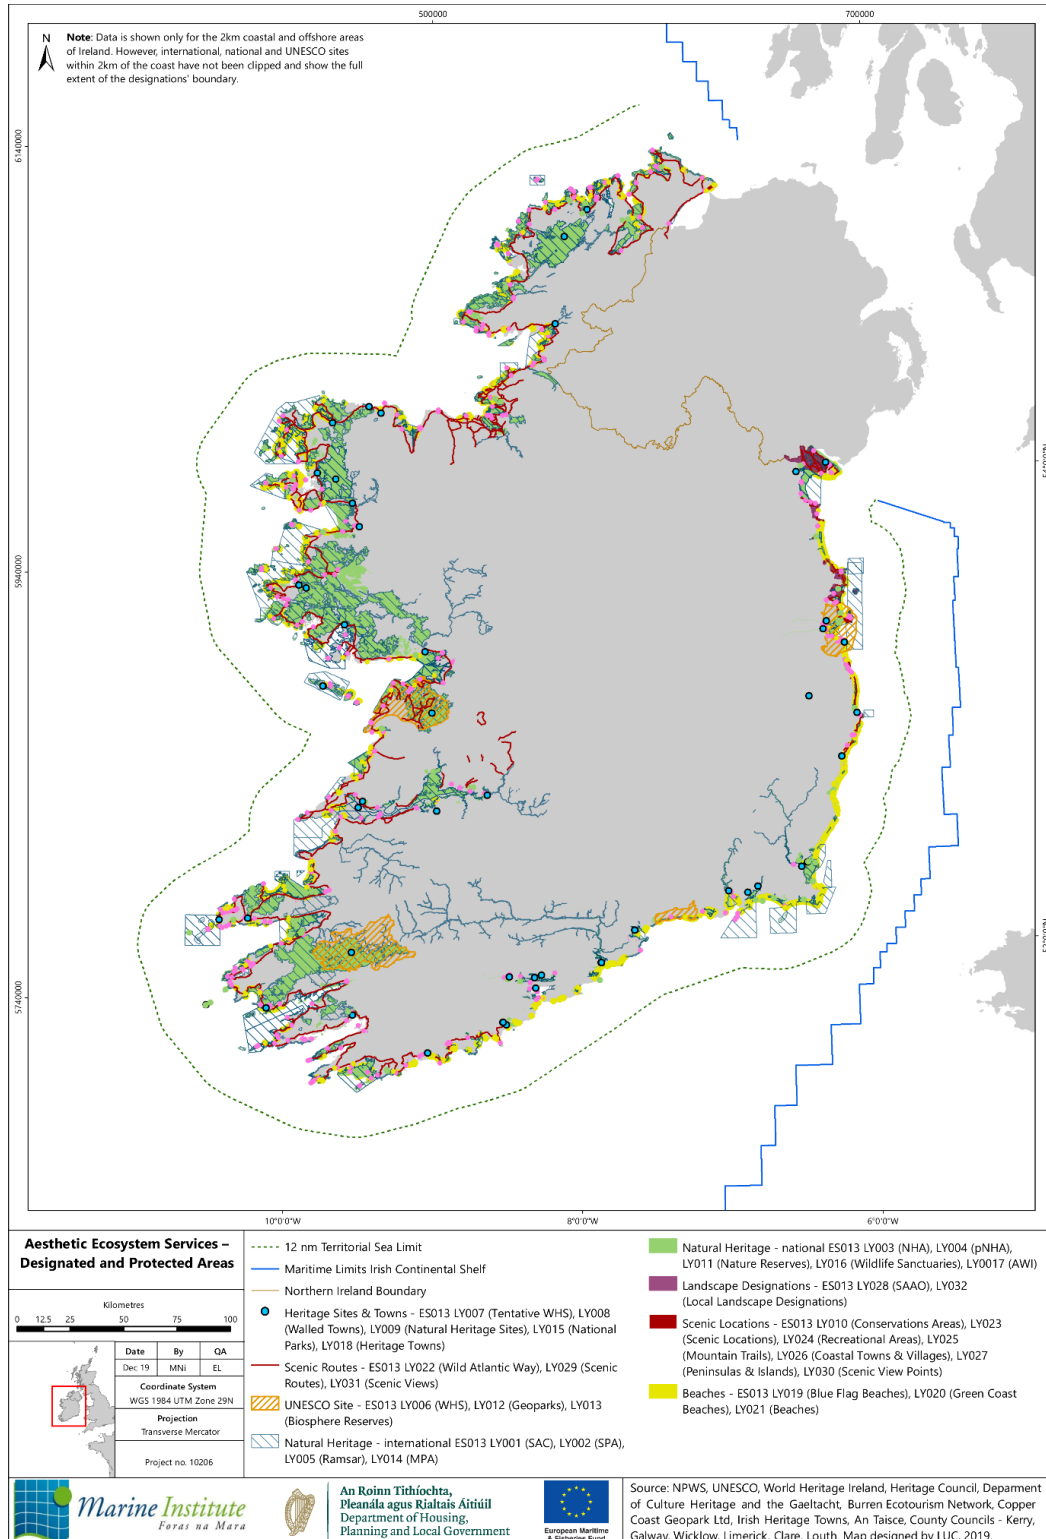 500000
700000
N
Note: Data is shown only for the 2km coastal and offshore areas
of Ireland. However, international, national and UNESCO sites
within 2km of the coast have not been clipped and show the full
extent of the designations' boundary.
6140000
5940000
5740000
10°0'0"W
8°0'0"W
6°0'0"W
Aesthetic Ecosystem Services –
Designated and Protected Areas
Kilometres
0 12.5 25 50 75 100
Date By QA
Dec 19 MNi EL
Coordinate System
WGS 1984 UTM Zone 29N
Projection
Transverse Mercator
Project no. 10206
12 nm Territorial Sea Limit
Maritime Limits Irish Continental Shelf
Northern Ireland Boundary
Heritage Sites & Towns - ES013 LY007 (Tentative WHS), LY008
(Walled Towns), LY009 (Natural Heritage Sites), LY015 (National
Parks), LY018 (Heritage Towns)
Scenic Routes - ES013 LY022 (Wild Atlantic Way), LY029 (Scenic
Routes), LY031 (Scenic Views)
UNESCO Site - ES013 LY006 (WHS), LY012 (Geoparks), LY013
(Biosphere Reserves)
Natural Heritage - international ES013 LY001 (SAC), LY002 (SPA),
LY005 (Ramsar), LY014 (MPA)
Natural Heritage - national ES013 LY003 (NHA), LY004 (pNHA),
LY011 (Nature Reserves), LY016 (Wildlife Sanctuaries), LY0017 (AWI)
Landscape Designations - ES013 LY028 (SAAO), LY032
(Local Landscape Designations)
Scenic Locations - ES013 LY010 (Conservations Areas), LY023
(Scenic Locations), LY024 (Recreational Areas), LY025
(Mountain Trails), LY026 (Coastal Towns & Villages), LY027
(Peninsulas & Islands), LY030 (Scenic View Points)
Beaches - ES013 LY019 (Blue Flag Beaches), LY020 (Green Coast
Beaches), LY021 (Beaches)
Marine Institute
Foras na Mara
An Roinn Tithíochta,
Pleanála agus Rialtais Áitiúil
Department of Housing,
Planning and Local Government
European Maritime
& Fisheries Fund
Source: NPWS, UNESCO, World Heritage Ireland, Heritage Council, Deparment
of Culture Heritage and the Gaeltacht, Burren Ecotourism Network, Copper
Coast Geopark Ltd, Irish Heritage Towns, An Taisce, County Councils - Kerry,
Galway, Wicklow, Limerick, Clare, Louth. Map designed by LUC, 2019